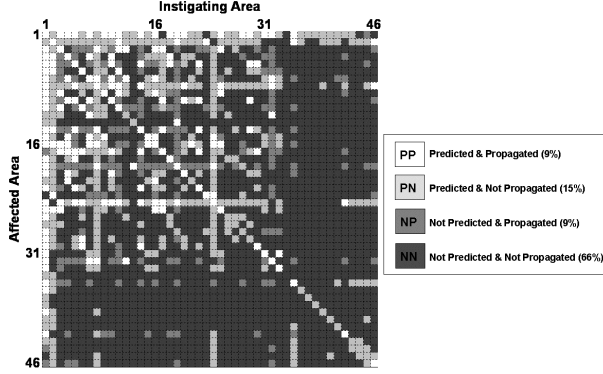 Instigating Area
1 16 31 46
1
16
31
46
Affected Area
PP Predicted & Propagated (9%)
PN Predicted & Not Propagated (15%)
NP Not Predicted & Propagated (9%)
NN Not Predicted & Not Propagated (66%)